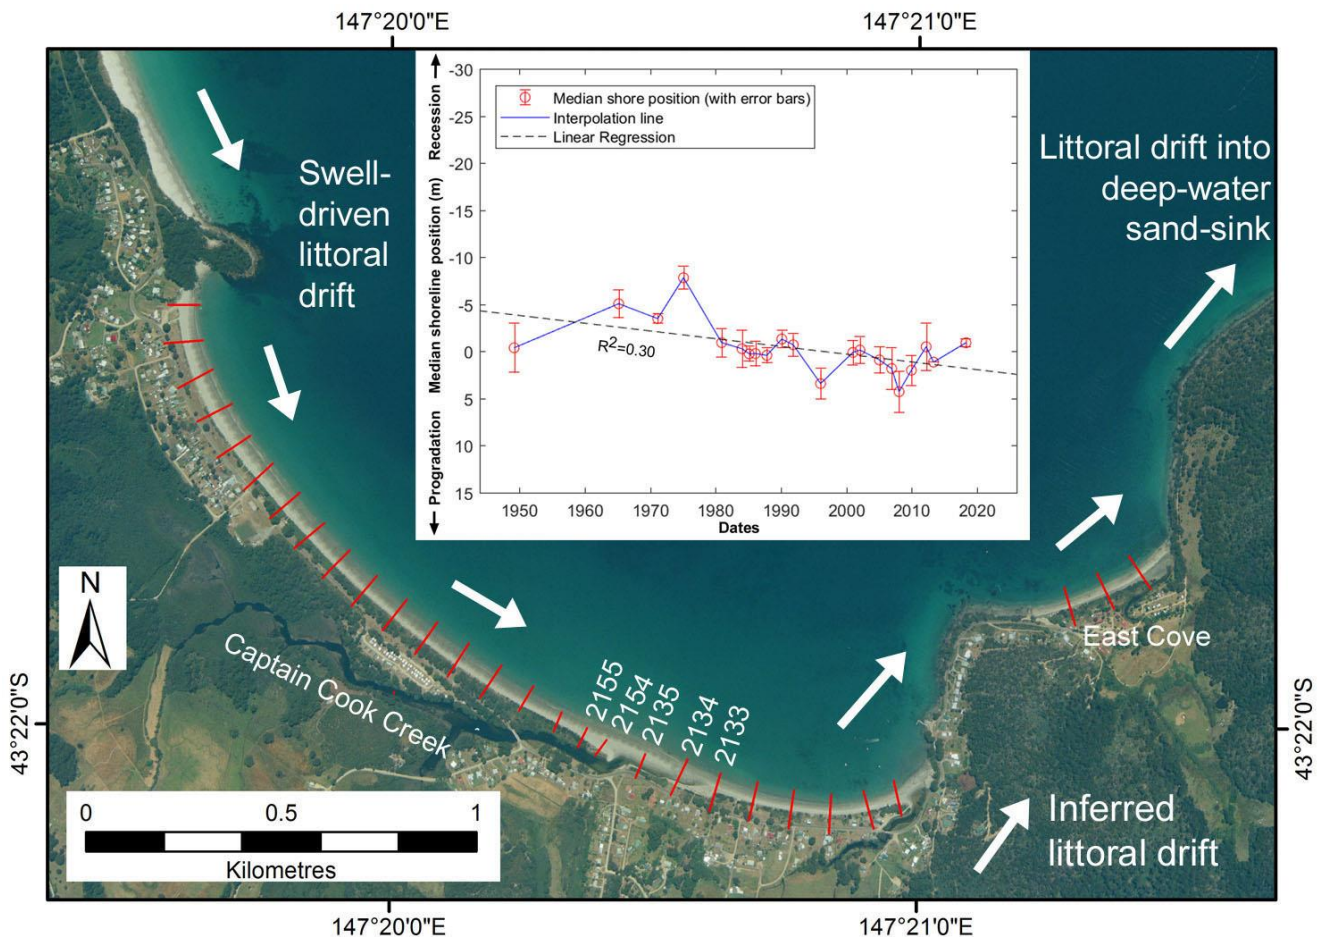 147°20'0"E
147°21'0"E
Swell-
driven
littoral
drift
Recession
Median shoreline position (m)
Progradation
-30
-25
-20
-15
-10
-5
0
5
10
15
Median shore position (with error bars)
Interpolation line
Linear Regression
R²=0.30
1950
1960
1970
1980
1990
2000
2010
2020
Dates
Littoral drift into
deep-water
sand-sink
N
Captain Cook Creek
2155
2154
2135
2134
2133
East Cove
43°22'0"S
43°22'0"S
0
0.5
1
Kilometres
Inferred
littoral drift
147°20'0"E
147°21'0"E